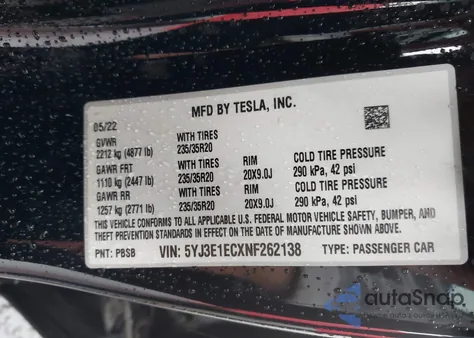 MFD BY TESLA, INC.
05/22
GVWR WITH TIRES
2212 kg (4877 lb) 235/35R20
GAWR FRT WITH TIRES RIM COLD TIRE PRESSURE
1110 kg (2447 lb) 235/35R20 20X9.0J 290 kPa, 42 psi
GAWR RR WITH TIRES RIM COLD TIRE PRESSURE
1257 kg (2771 lb) 235/35R20 20X9.0J 290 kPa, 42 psi
THIS VEHICLE CONFORMS TO ALL APPLICABLE U.S. FEDERAL MOTOR VEHICLE SAFETY, BUMPER, AND
THEFT PREVENTION STANDARDS IN EFFECT ON THE DATE OF MANUFACTURE SHOWN ABOVE.
PNT: PBSB VIN: 5YJ3E1ECXNF262138 TYPE: PASSENGER CAR
autoSnap